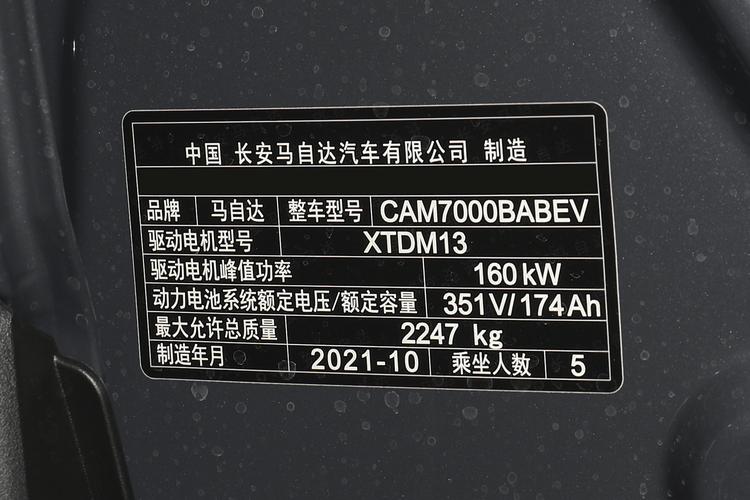 中国 长安马自达汽车有限公司 制造
品牌 马自达 整车型号 CAM7000BABEV
驱动电机型号 XTDM13
驱动电机峰值功率 160kW
动力电池系统额定电压/额定容量 351V/174Ah
最大允许总质量 2247 kg
制造年月 2021-10 乘坐人数 5